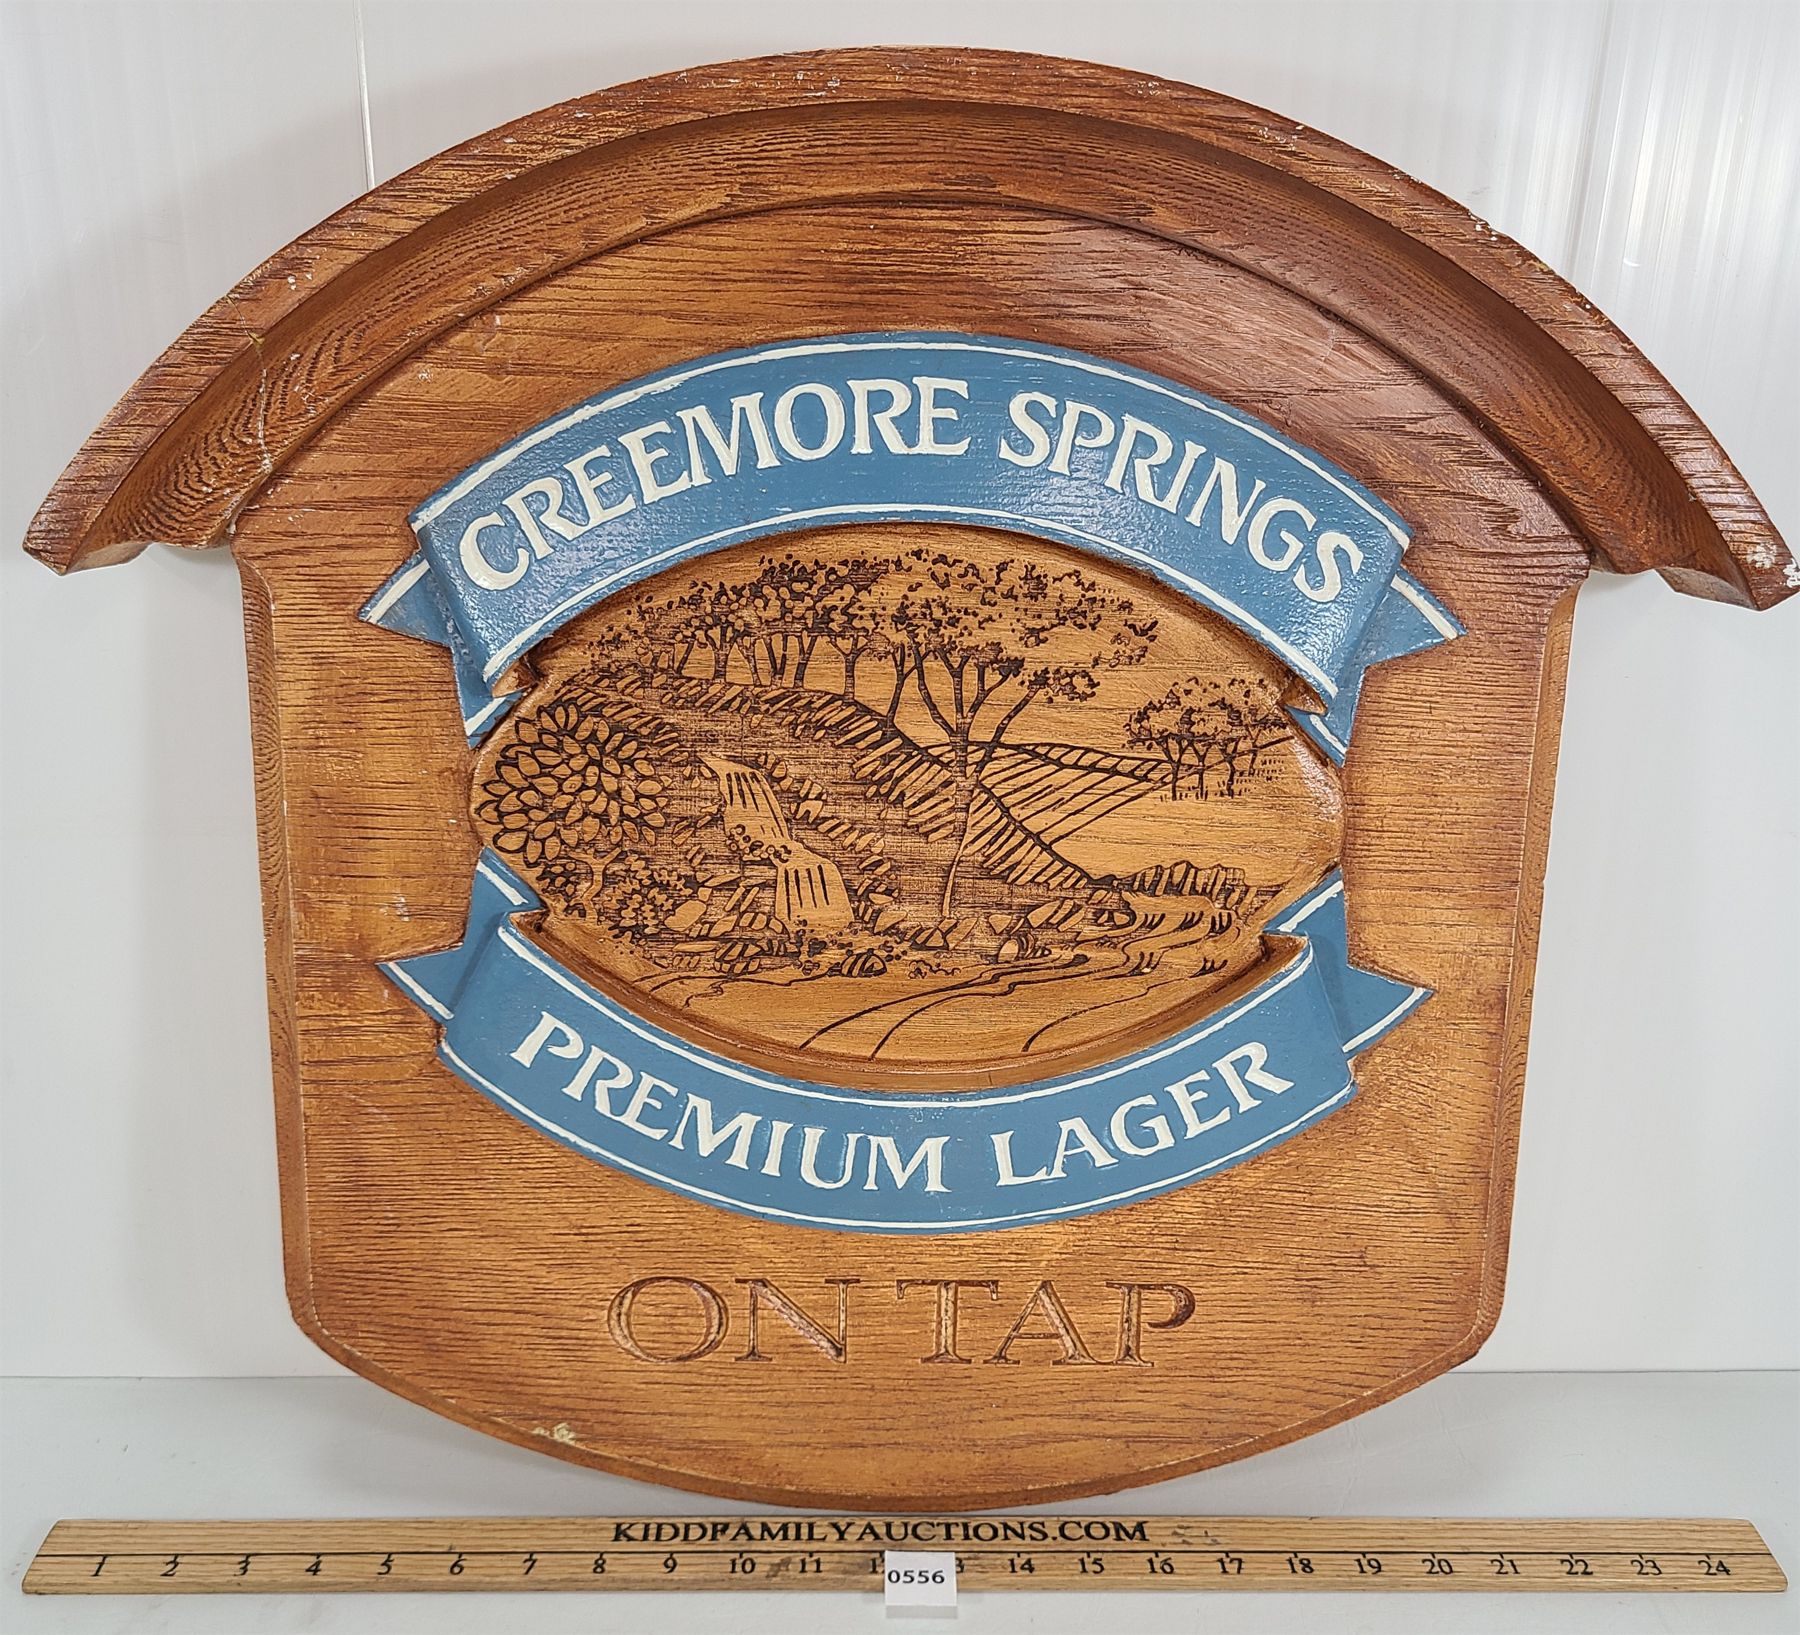 CREEMORE SPRINGS
PREMIUM LAGER
ON TAP
KIDDFAMILYAUCTIONS.COM
1 2 3 4 5 6 7 8 9 10 11 14 15 16 17 18 19 20 21 22 23 24
0556